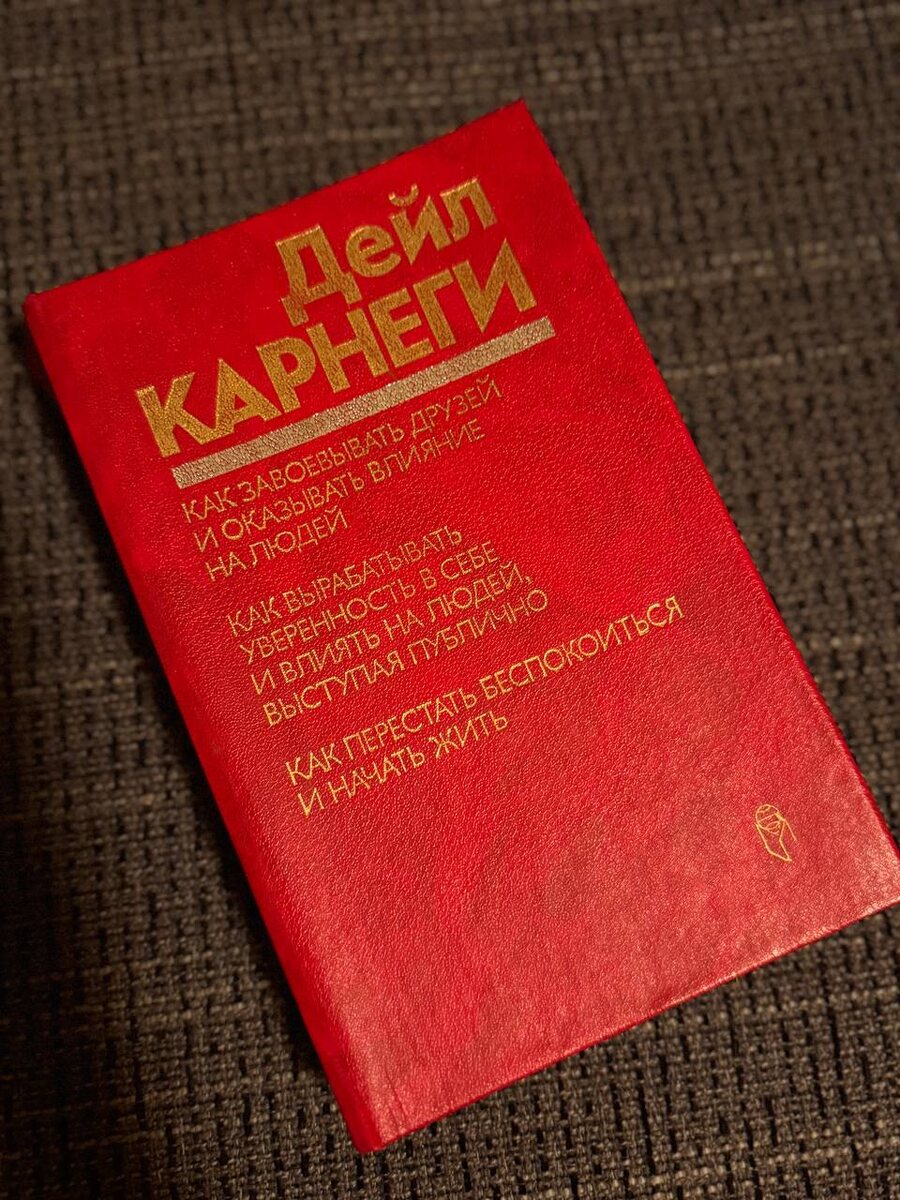 Дейл
КАРНЕГИ
КАК ЗАВОЕВЫВАТЬ ДРУЗЕЙ
И ОКАЗЫВАТЬ ВЛИЯНИЕ
НА ЛЮДЕЙ
КАК ВЫРАБАТЫВАТЬ
УВЕРЕННОСТЬ В СЕБЕ
И ВЛИЯТЬ НА ЛЮДЕЙ,
ВЫСТУПАЯ ПУБЛИЧНО
КАК ПЕРЕСТАТЬ БЕСПОКОИТЬСЯ
И НАЧАТЬ ЖИТЬ